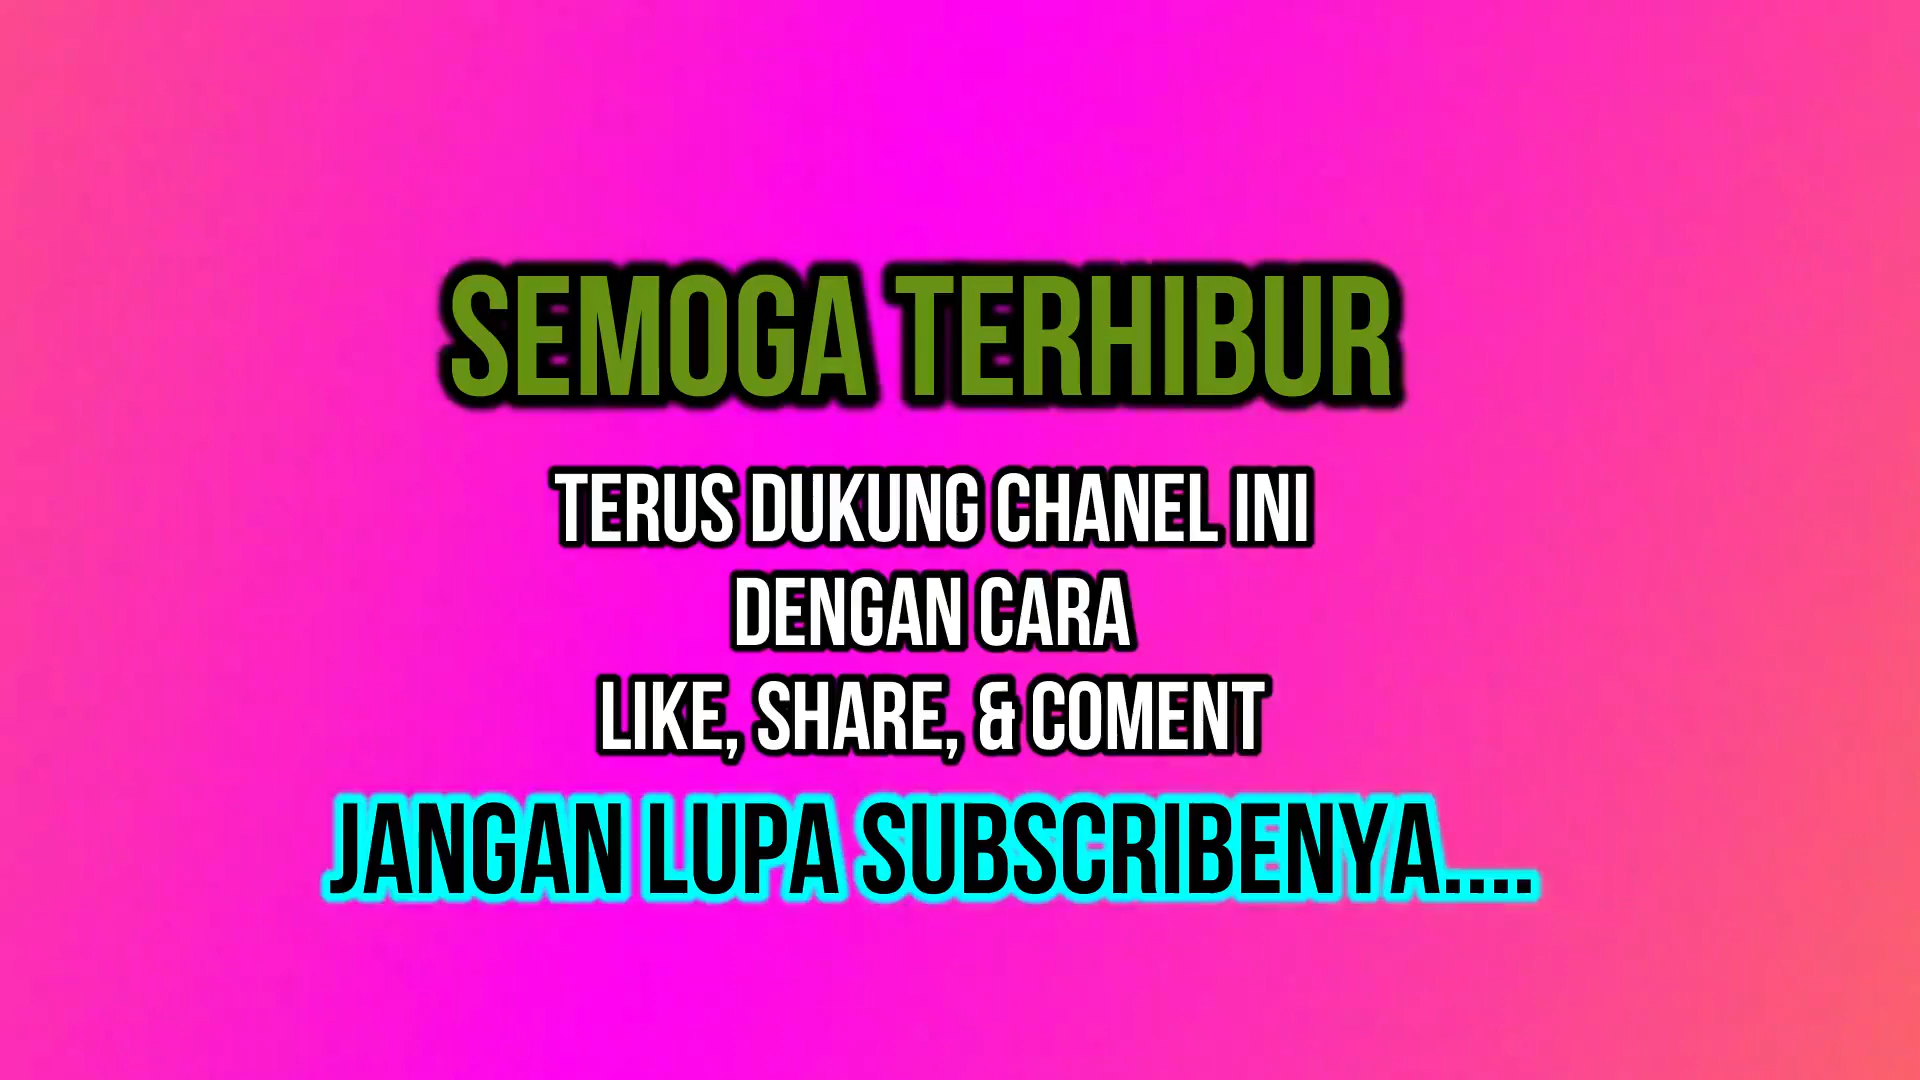 SEMOGA TERHIBUR
TERUS DUKUNG CHANEL INI
DENGAN CARA
LIKE, SHARE, & COMENT
JANGAN LUPA SUBSCRIBENYA....